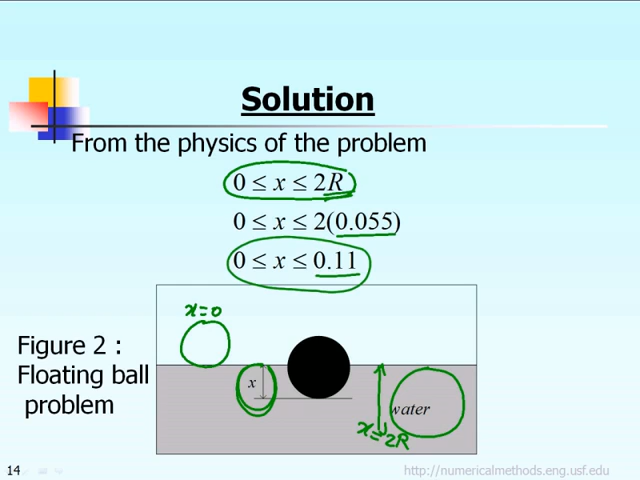 Solution
From the physics of the problem
0 ≤ x ≤ 2R
0 ≤ x ≤ 2(0.055)
0 ≤ x ≤ 0.11
x=0
Figure 2 :
Floating ball
problem
x
water
x=2R
14
http://numericalmethods.eng.usf.edu